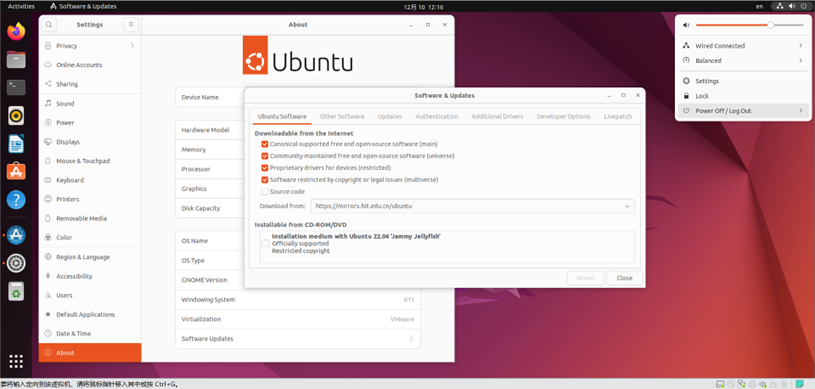 Activities
Software & Updates
12月 10 12:16
en
Settings
About
Privacy
Online Accounts
Sharing
Sound
Power
Displays
Mouse & Touchpad
Keyboard
Printers
Removable Media
Color
Region & Language
Accessibility
Users
Default Applications
Date & Time
About
Ubuntu
Device Name
Hardware Model
Memory
Processor
Graphics
Disk Capacity
OS Name
OS Type
GNOME Version
Windowing System
X11
Virtualization
VMware
Software Updates
Software & Updates
Ubuntu Software
Other Software
Updates
Authentication
Additional Drivers
Developer Options
Livepatch
Downloadable from the Internet
Canonical-supported free and open-source software (main)
Community-maintained free and open-source software (universe)
Proprietary drivers for devices (restricted)
Software restricted by copyright or legal issues (multiverse)
Source code
Download from:
https://mirrors.hit.edu.cn/ubuntu
Installable from CD-ROM/DVD
Installation medium with Ubuntu 22.04 'Jammy Jellyfish'
Officially supported
Restricted copyright
Revert
Close
Wired Connected
Balanced
Settings
Lock
Power Off / Log Out
要将输入定向到该虚拟机，请将鼠标指针移入其中或按 Ctrl+G。